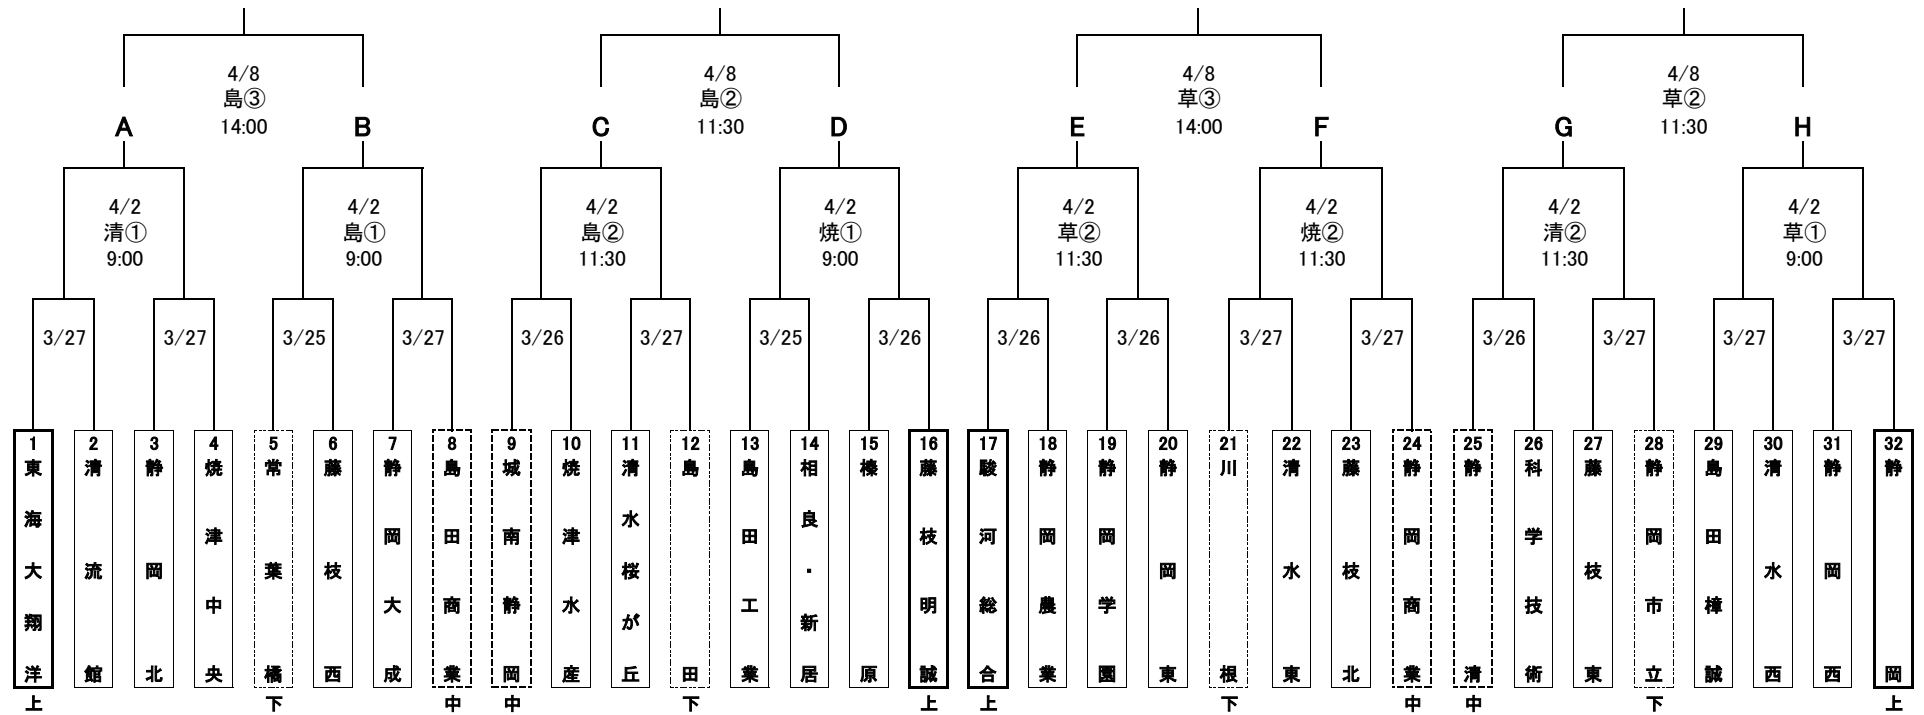 4/8 4/8 4/8 4/8
島③ 島② 草③ 草②
14:00 11:30 14:00 11:30
A B C D E F G H
4/2 4/2 4/2 4/2 4/2 4/2 4/2 4/2
清① 島① 島② 焼① 草② 焼② 清② 草①
9:00 9:00 11:30 9:00 11:30 11:30 11:30 9:00
3/27 3/27 3/25 3/27 3/26 3/27 3/25 3/26 3/26 3/26 3/27 3/27 3/26 3/27 3/27 3/27
1 東海大翔洋 上
2 清流館
3 静岡北
4 焼津中央
5 常葉橘 下
6 藤枝西
7 静岡大成
8 島田商業 中
9 城南静岡 中
10 焼津水産
11 清水桜が丘
12 島田 下
13 島田工業
14 相良・新居
15 榛原
16 藤枝明誠 上
17 駿河総合 上
18 静岡農業
19 静岡学園
20 静岡東
21 川根 下
22 清水東
23 藤枝北
24 静岡商業 中
25 静清 中
26 科学技術
27 藤枝東
28 静岡市立 下
29 島田樟誠
30 清水西
31 静岡西
32 静岡 上